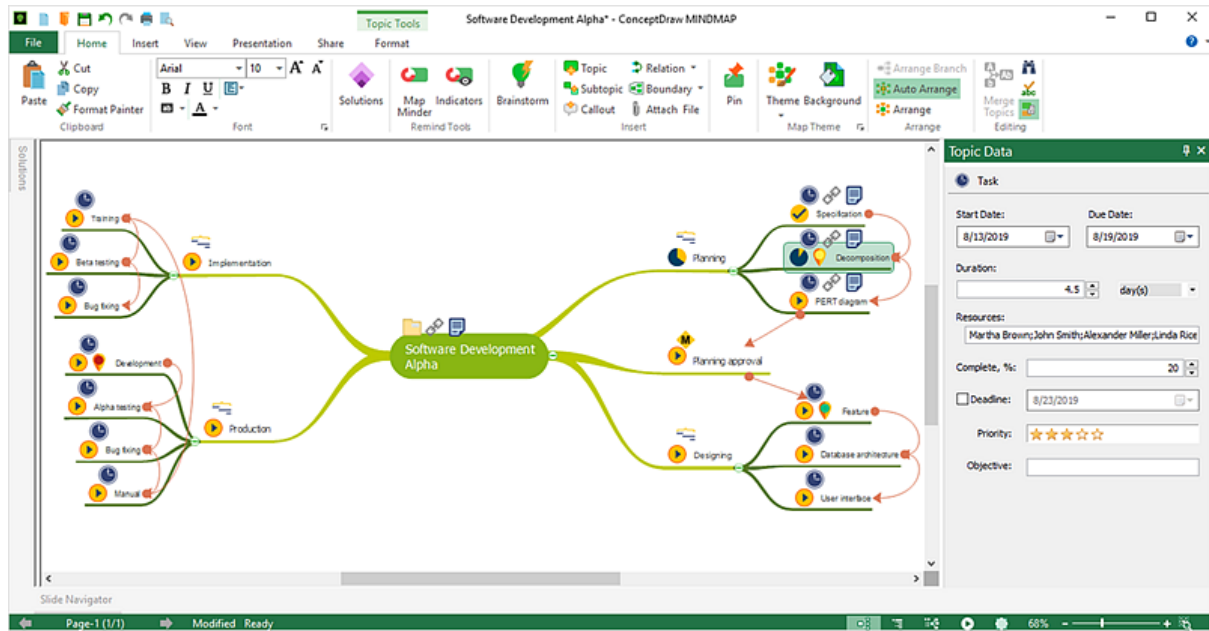 Topic Tools
Software Development Alpha* - ConceptDraw MINDMAP
File Home Insert View Presentation Share Format
Paste
Cut
Copy
Format Painter
Clipboard
Arial 10 A A
B I U
A
Font
Solutions
Map Minder
Indicators
Remind Tools
Brainstorm
Topic
Subtopic
Callout
Relation
Boundary
Attach File
Insert
Pin
Theme
Background
Map Theme
Arrange Branch
Auto Arrange
Arrange
Arrange
Merge Topics
abc
Editing
Solutions
Training
Beta testing
Bug fixing
Implementation
Development
Alpha testing
Bug fixing
Manual
Production
Software Development
Alpha
Specification
Decomposition
PERT diagram
Planning
M
Planning approval
Feature
Database architecture
User interface
Designing
Topic Data
Task
Start Date: Due Date:
8/13/2019 8/19/2019
Duration:
4.5 day(s)
Resources:
Martha Brown;John Smith;Alexander Miller;Linda Rice
Complete, %: 20
Deadline: 8/23/2019
Priority:
Objective:
Slide Navigator
Page-1 (1/1) Modified Ready 68%